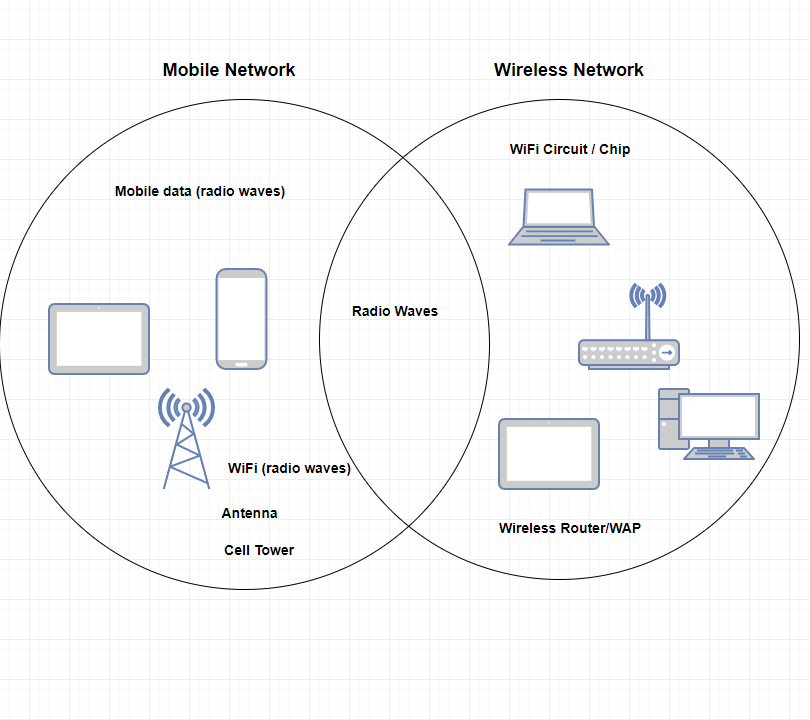 Mobile Network
Wireless Network
WiFi Circuit / Chip
Mobile data (radio waves)
Radio Waves
WiFi (radio waves)
Antenna
Wireless Router/WAP
Cell Tower